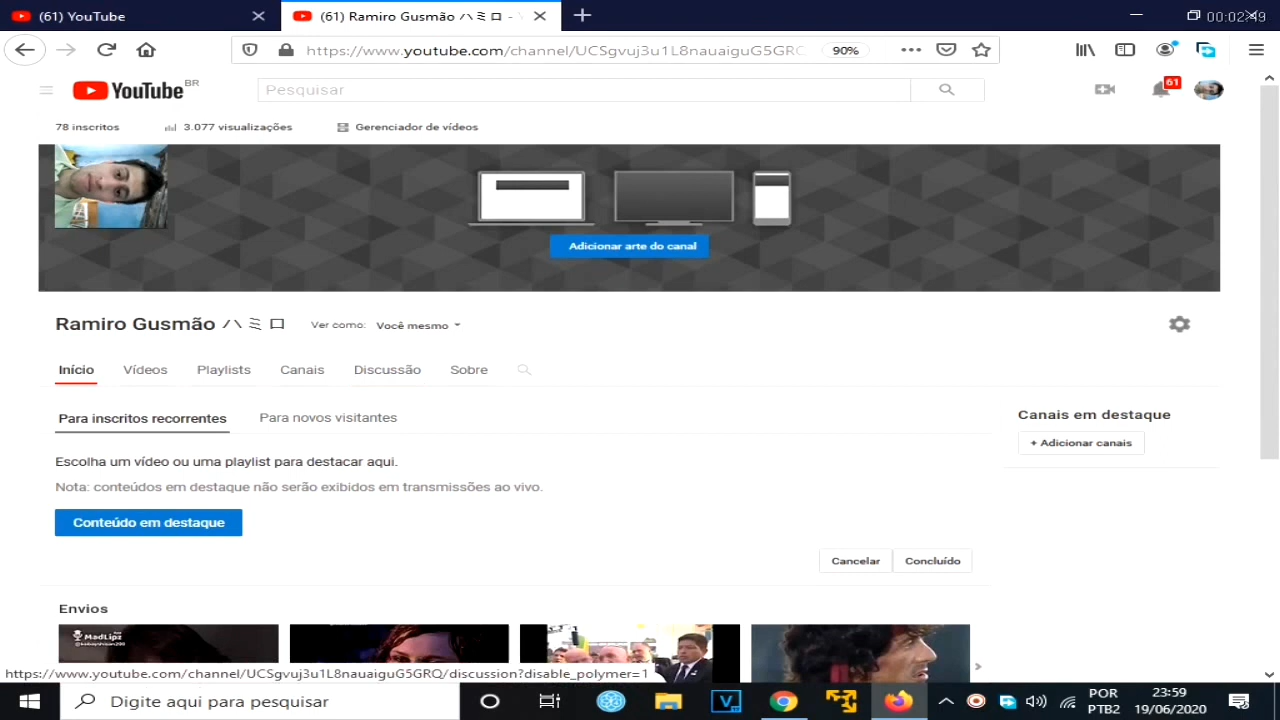 (61) YouTube
(61) Ramiro Gusmão ハミロ - Y
00:02:49
https://www.youtube.com/channel/UCSgvuj3u1L8nauaiguG5GRQ
90%
YouTube BR
Pesquisar
61
78 inscritos
3.077 visualizações
Gerenciador de vídeos
Adicionar arte do canal
Ramiro Gusmão ハミロ
Ver como: Você mesmo
Início
Vídeos
Playlists
Canais
Discussão
Sobre
Para inscritos recorrentes
Para novos visitantes
Canais em destaque
+ Adicionar canais
Escolha um vídeo ou uma playlist para destacar aqui.
Nota: conteúdos em destaque não serão exibidos em transmissões ao vivo.
Conteúdo em destaque
Cancelar
Concluído
Envios
MadLipz
https://www.youtube.com/channel/UCSgvuj3u1L8nauaiguG5GRQ/discussion?disable_polymer=1
Digite aqui para pesquisar
POR
PTB2
23:59
19/06/2020